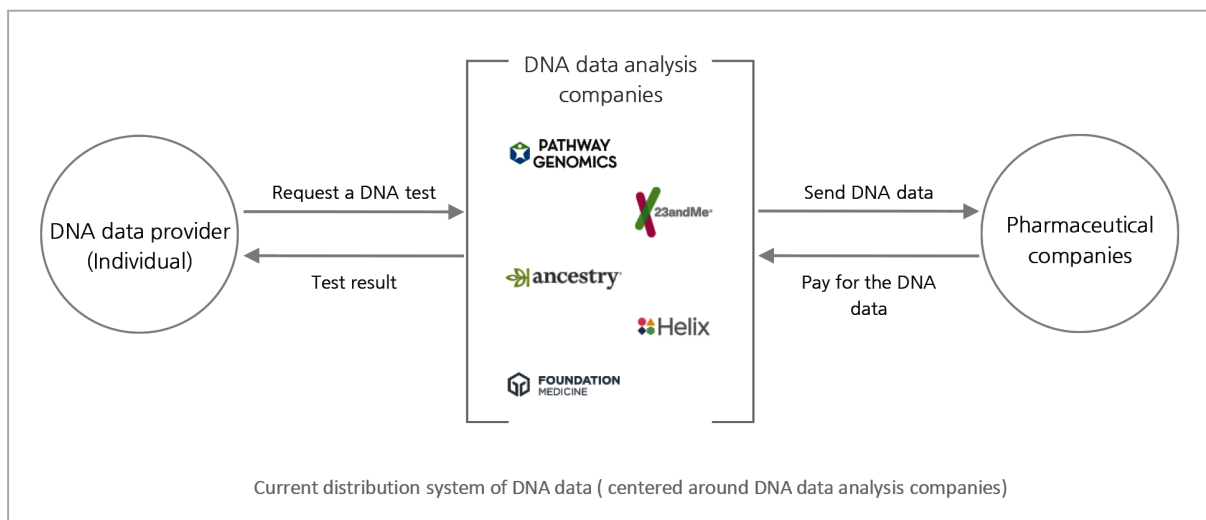 DNA data analysis
companies
PATHWAY
GENOMICS
Request a DNA test
Send DNA data
23andMe
DNA data provider
(Individual)
Pharmaceutical
companies
Test result
ancestry
Pay for the DNA
data
Helix
FOUNDATION
MEDICINE
Current distribution system of DNA data ( centered around DNA data analysis companies)